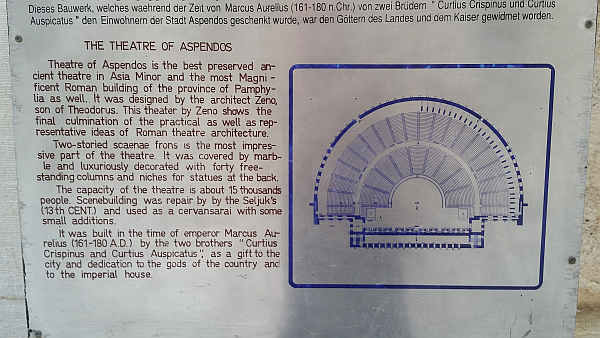 Dieses Bauwerk, welches waehrend der Zeit von Marcus Aurelius (161-180 n.Chr.) von zwei Brüdern " Curtius Crispinus und Curtius
Auspicatus " den Einwohnern der Stadt Aspendos geschenkt wurde, war den Göttern des Landes und dem Kaiser gewidmet worden.
THE THEATRE OF ASPENDOS
Theatre of Aspendos is the best preserved an-
cient theatre in Asia Minor and the most Magni-
ficent Roman building of the province of Pamphy-
lia as well. It was designed by the architect Zeno,
son of Theodorus. This theater by Zeno shows the
final culmination of the practical as well as rep-
resentative ideas of Roman theatre architecture.
Two-storied scaenae frons is the most impres-
sive part of the theatre. It was covered by marb-
le and luxuriously decorated with forty free-
standing columns and niches for statues at the back.
The capacity of the theatre is about 15 thousands
people. Scenebuilding was repair by by the Seljuk's
(13 th CENT.) and used as a cervansarai with some
small additions.
It was built in the time of emperor Marcus Au-
relius (161-180 A.D.) by the two brothers "Curtius
Crispinus and Curtius Auspicatus", as a gift to the
city and dedication to the gods of the country and
to the imperial house.